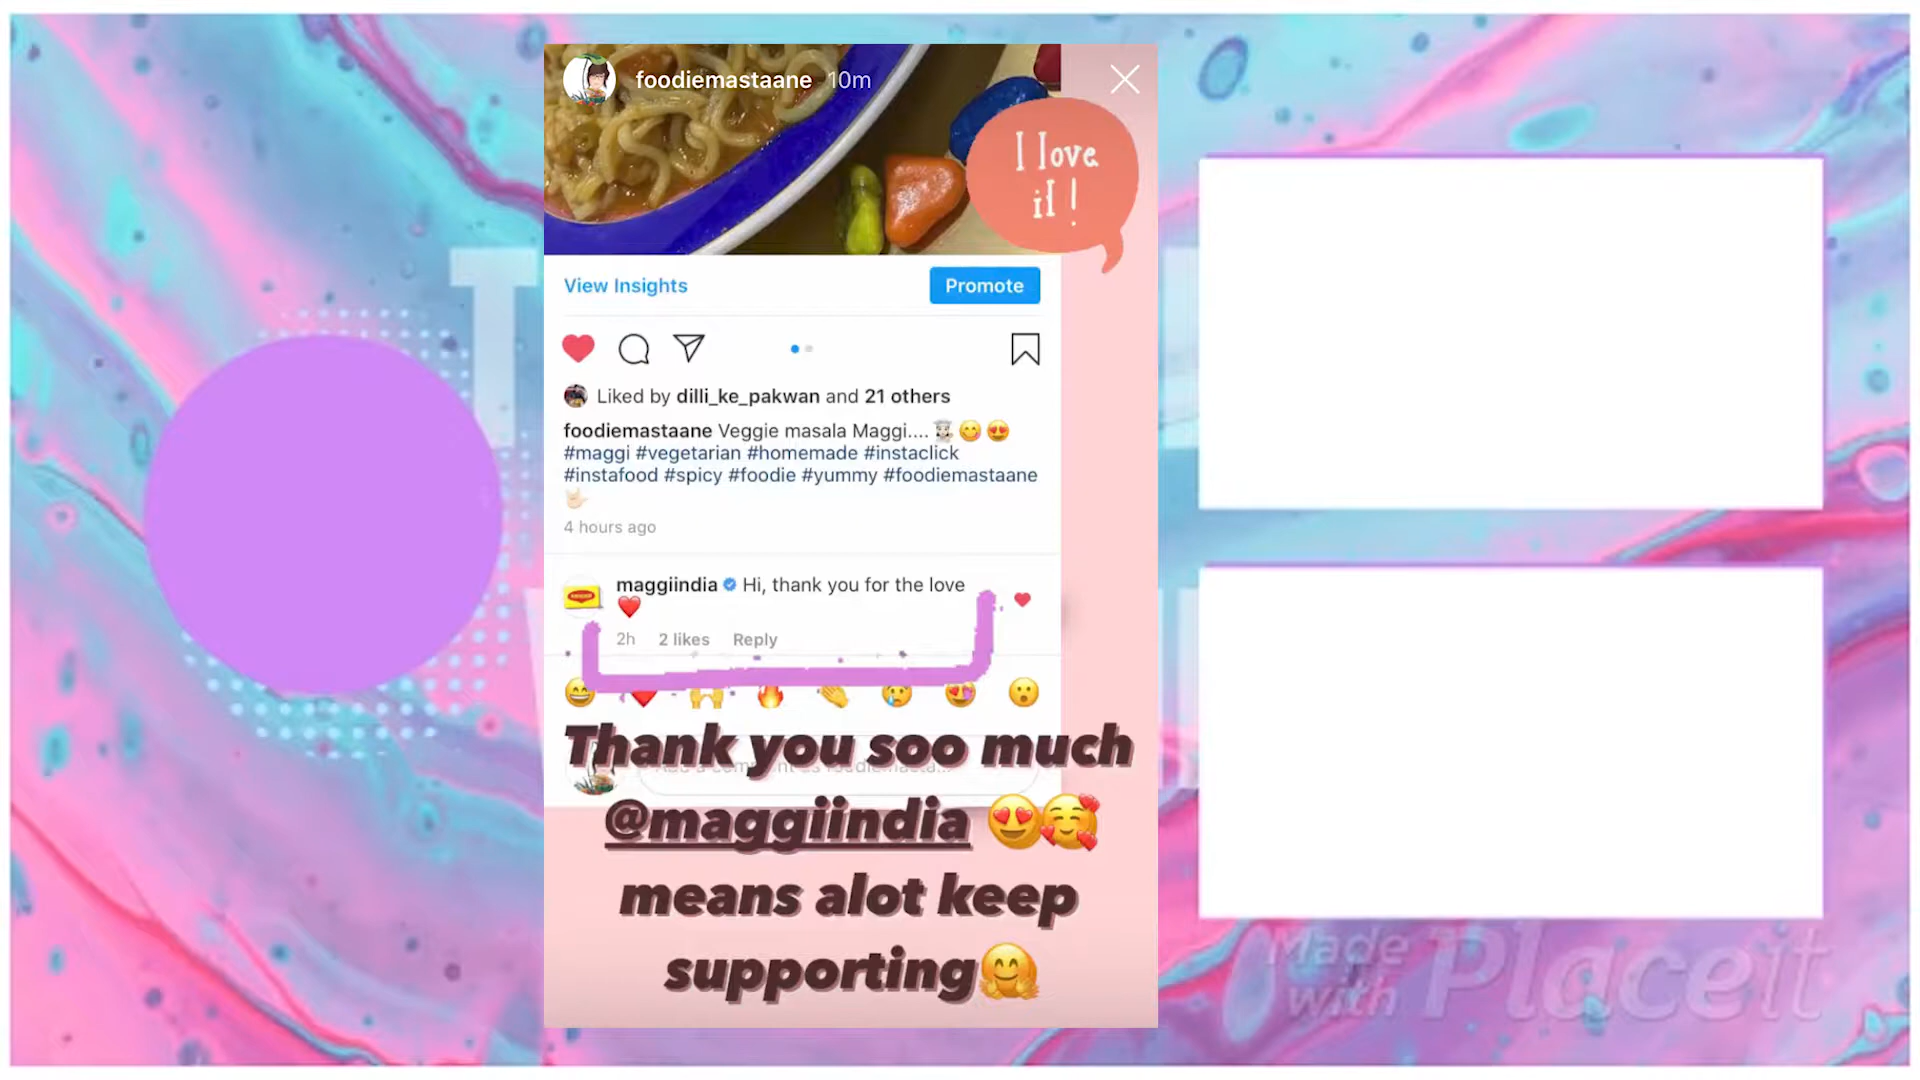 foodiemastaane 10m
I love
it!
View Insights
Promote
Liked by dilli_ke_pakwan and 21 others
foodiemastaane Veggie masala Maggi.... 👩🏻‍🍳😋😍
#maggi #vegetarian #homemade #instaclick
#instafood #spicy #foodie #yummy #foodiemastaane
🤟🏻
4 hours ago
maggiindia Hi, thank you for the love
❤️
2h 2 likes Reply
Thank you soo much
@maggiindia 😍🥰
means alot keep
supporting🤗
Made
with Placeit